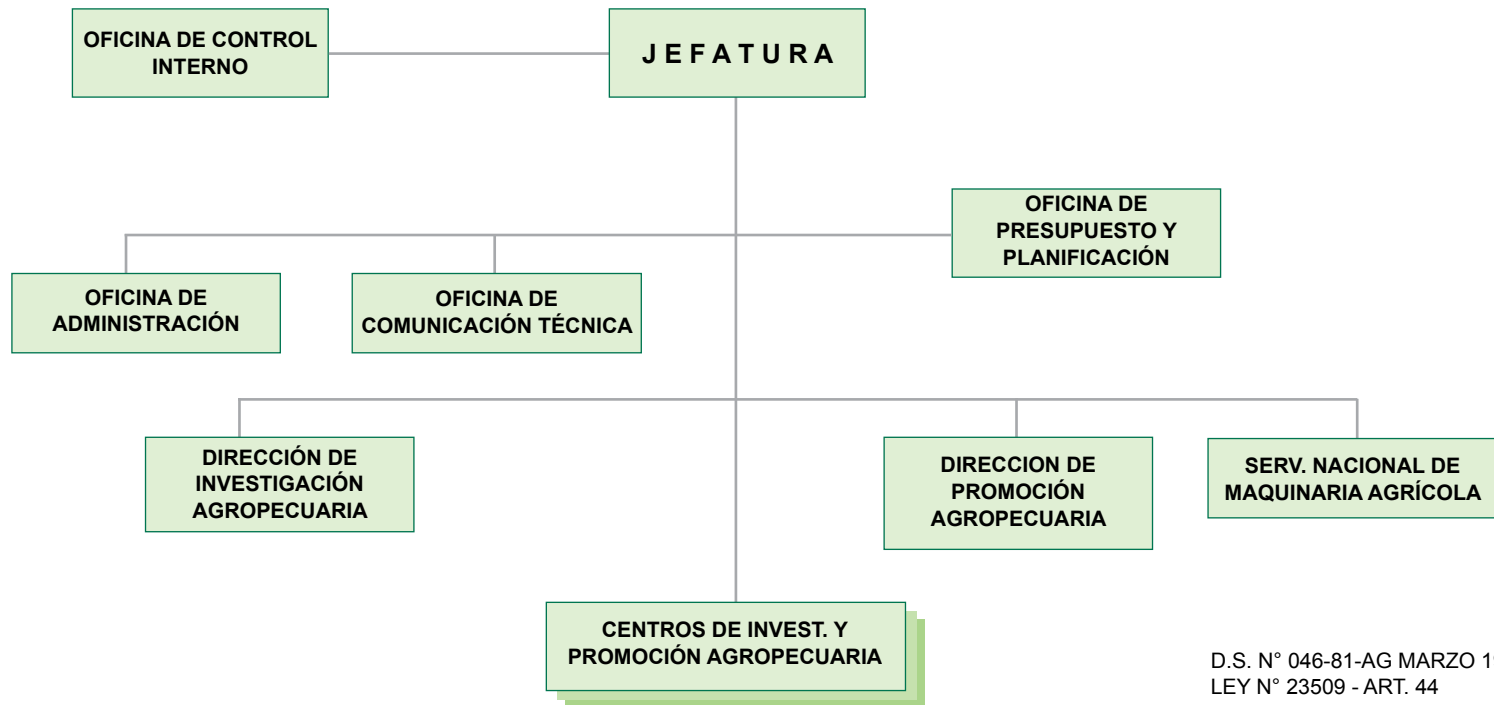 OFICINA DE CONTROL
INTERNO
J E F A T U R A
OFICINA DE
PRESUPUESTO Y
PLANIFICACIÓN
OFICINA DE
ADMINISTRACIÓN
OFICINA DE
COMUNICACIÓN TÉCNICA
DIRECCIÓN DE
INVESTIGACIÓN
AGROPECUARIA
DIRECCION DE
PROMOCIÓN
AGROPECUARIA
SERV. NACIONAL DE
MAQUINARIA AGRÍCOLA
CENTROS DE INVEST. Y
PROMOCIÓN AGROPECUARIA
D.S. N° 046-81-AG MARZO
LEY N° 23509 - ART. 44